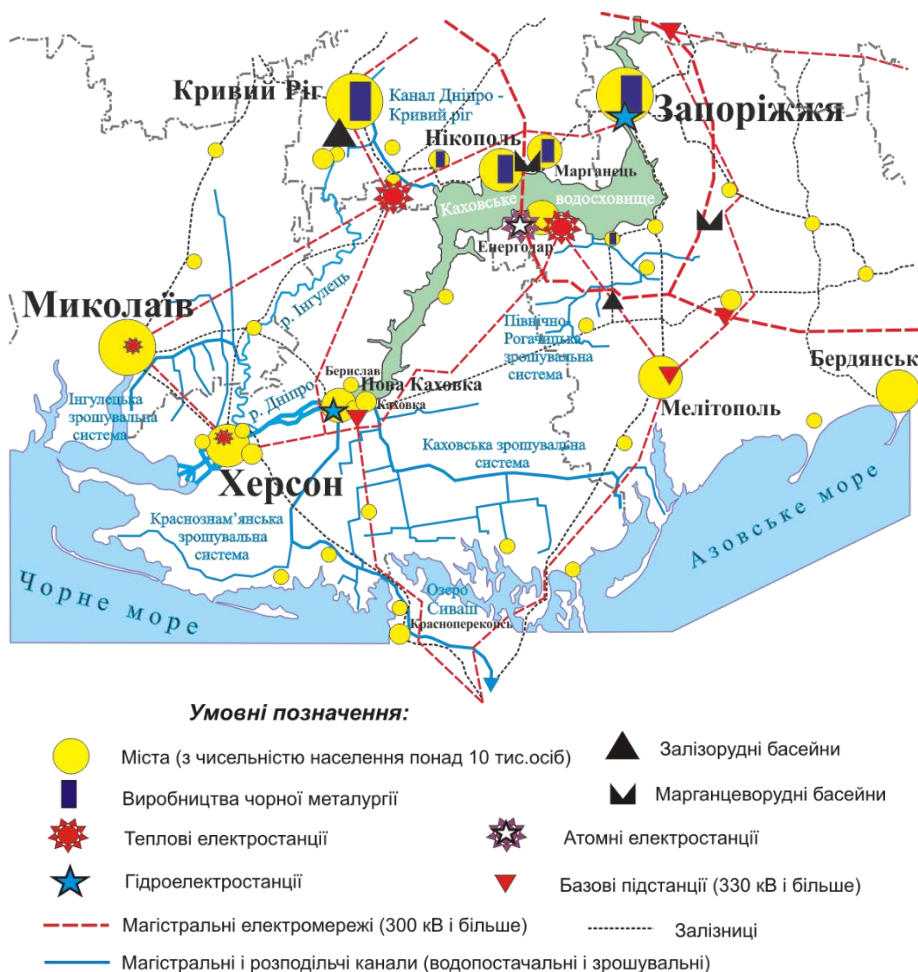 Кривий Ріг
Канал Дніпро -
Кривий ріг
Запоріжжя
Нікополь
Марганець
Каховське
водосховище
Енергодар
р. Інгулець
Миколаїв
Північно-
Рогачицька
зрошувальна
система
Бердянськ
Берислав
Нова Каховка
Каховка
р. Дніпро
Мелітополь
Інгулецька
зрошувальна
система
Херсон
Каховська зрошувальна
система
Краснознам'янська
зрошувальна
система
Азовське море
Чорне море
Озеро
Сиваш
Красноперекопсь
Умовні позначення:
Міста (з чисельністю населення понад 10 тис.осіб)
Залізорудні басейни
Виробництва чорної металургії
Марганцеворудні басейни
Теплові електростанції
Атомні електростанції
Гідроелектростанції
Базові підстанції (330 кВ і більше)
Магістральні електромережі (300 кВ і більше)
Залізниці
Магістральні і розподільчі канали (водопостачальні і зрошувальні)